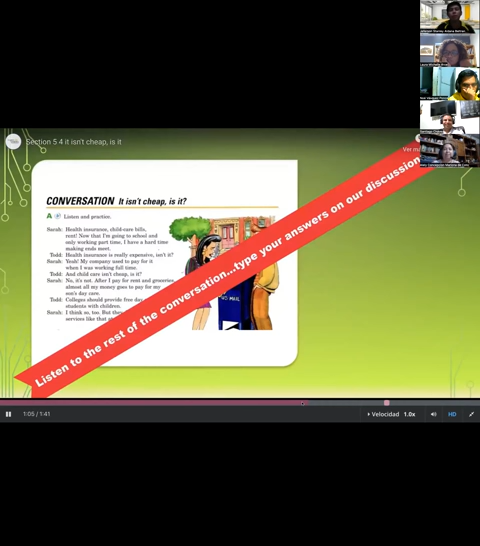 Section 5 4 it isn't cheap, is it
CONVERSATION It isn't cheap, is it?
A Listen and practice.
Sarah: Health insurance, child-care bills,
rent! Now that I'm going to school and
only working part time, I have a hard time
making ends meet.
Todd: Health insurance is really expensive, isn't it?
Sarah: Yeah! My company used to pay for it
when I was working full time.
Todd: And child care isn't cheap, is it?
Sarah: No, it's not. After I pay for rent and groceries,
almost all my money goes to pay for my
son's day care.
Todd: Colleges should provide free day
students with children.
Sarah: I think so, too. But they
services like that
NO MAIL
Listen to the rest of the conversation...type your answers on our discussion
1:05 / 1:41
Velocidad 1.0x
HD